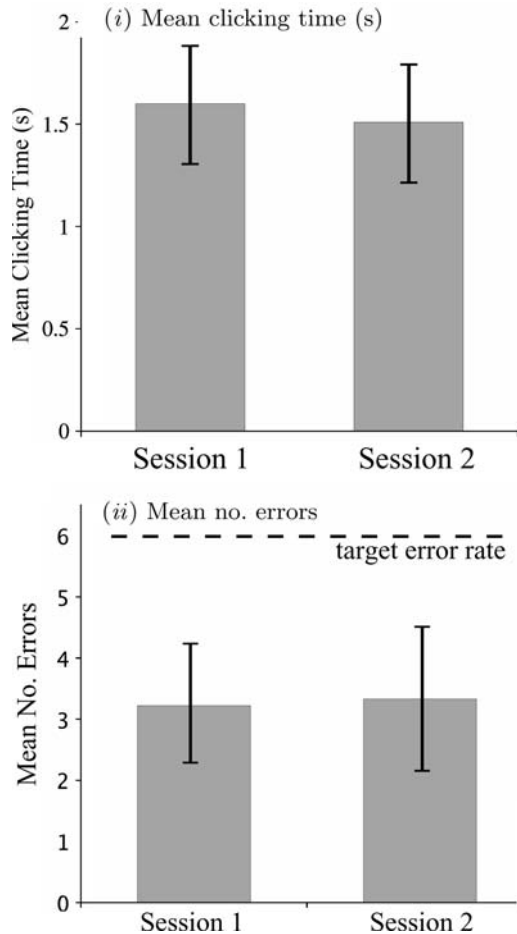 (i) Mean clicking time (s)
2
1.5
1
0.5
0
Mean Clicking Time (s)
Session 1 Session 2
(ii) Mean no. errors
target error rate
6
5
4
3
2
1
0
Mean No. Errors
Session 1 Session 2